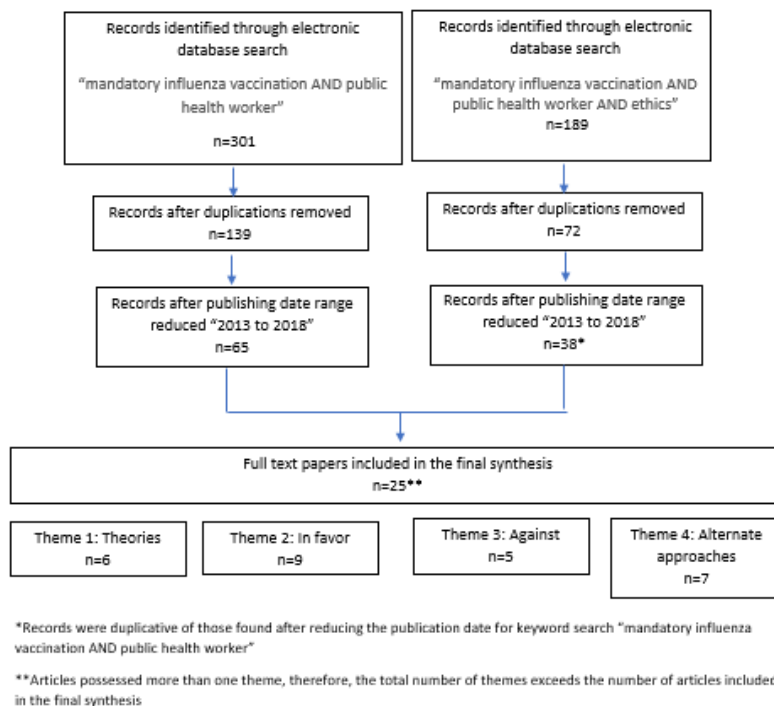 Records identified through electronic
database search
“mandatory influenza vaccination AND public
health worker”
n=301
Records identified through electronic
database search
“mandatory influenza vaccination AND
public health worker AND ethics”
n=189
Records after duplications removed
n=139
Records after duplications removed
n=72
Records after publishing date range
reduced “2013 to 2018”
n=65
Records after publishing date range
reduced “2013 to 2018”
n=38*
Full text papers included in the final synthesis
n=25**
Theme 1: Theories
n=6
Theme 2: In favor
n=9
Theme 3: Against
n=5
Theme 4: Alternate
approaches
n=7
*Records were duplicative of those found after reducing the publication date for keyword search “mandatory influenza
vaccination AND public health worker”
**Articles possessed more than one theme, therefore, the total number of themes exceeds the number of articles included
in the final synthesis